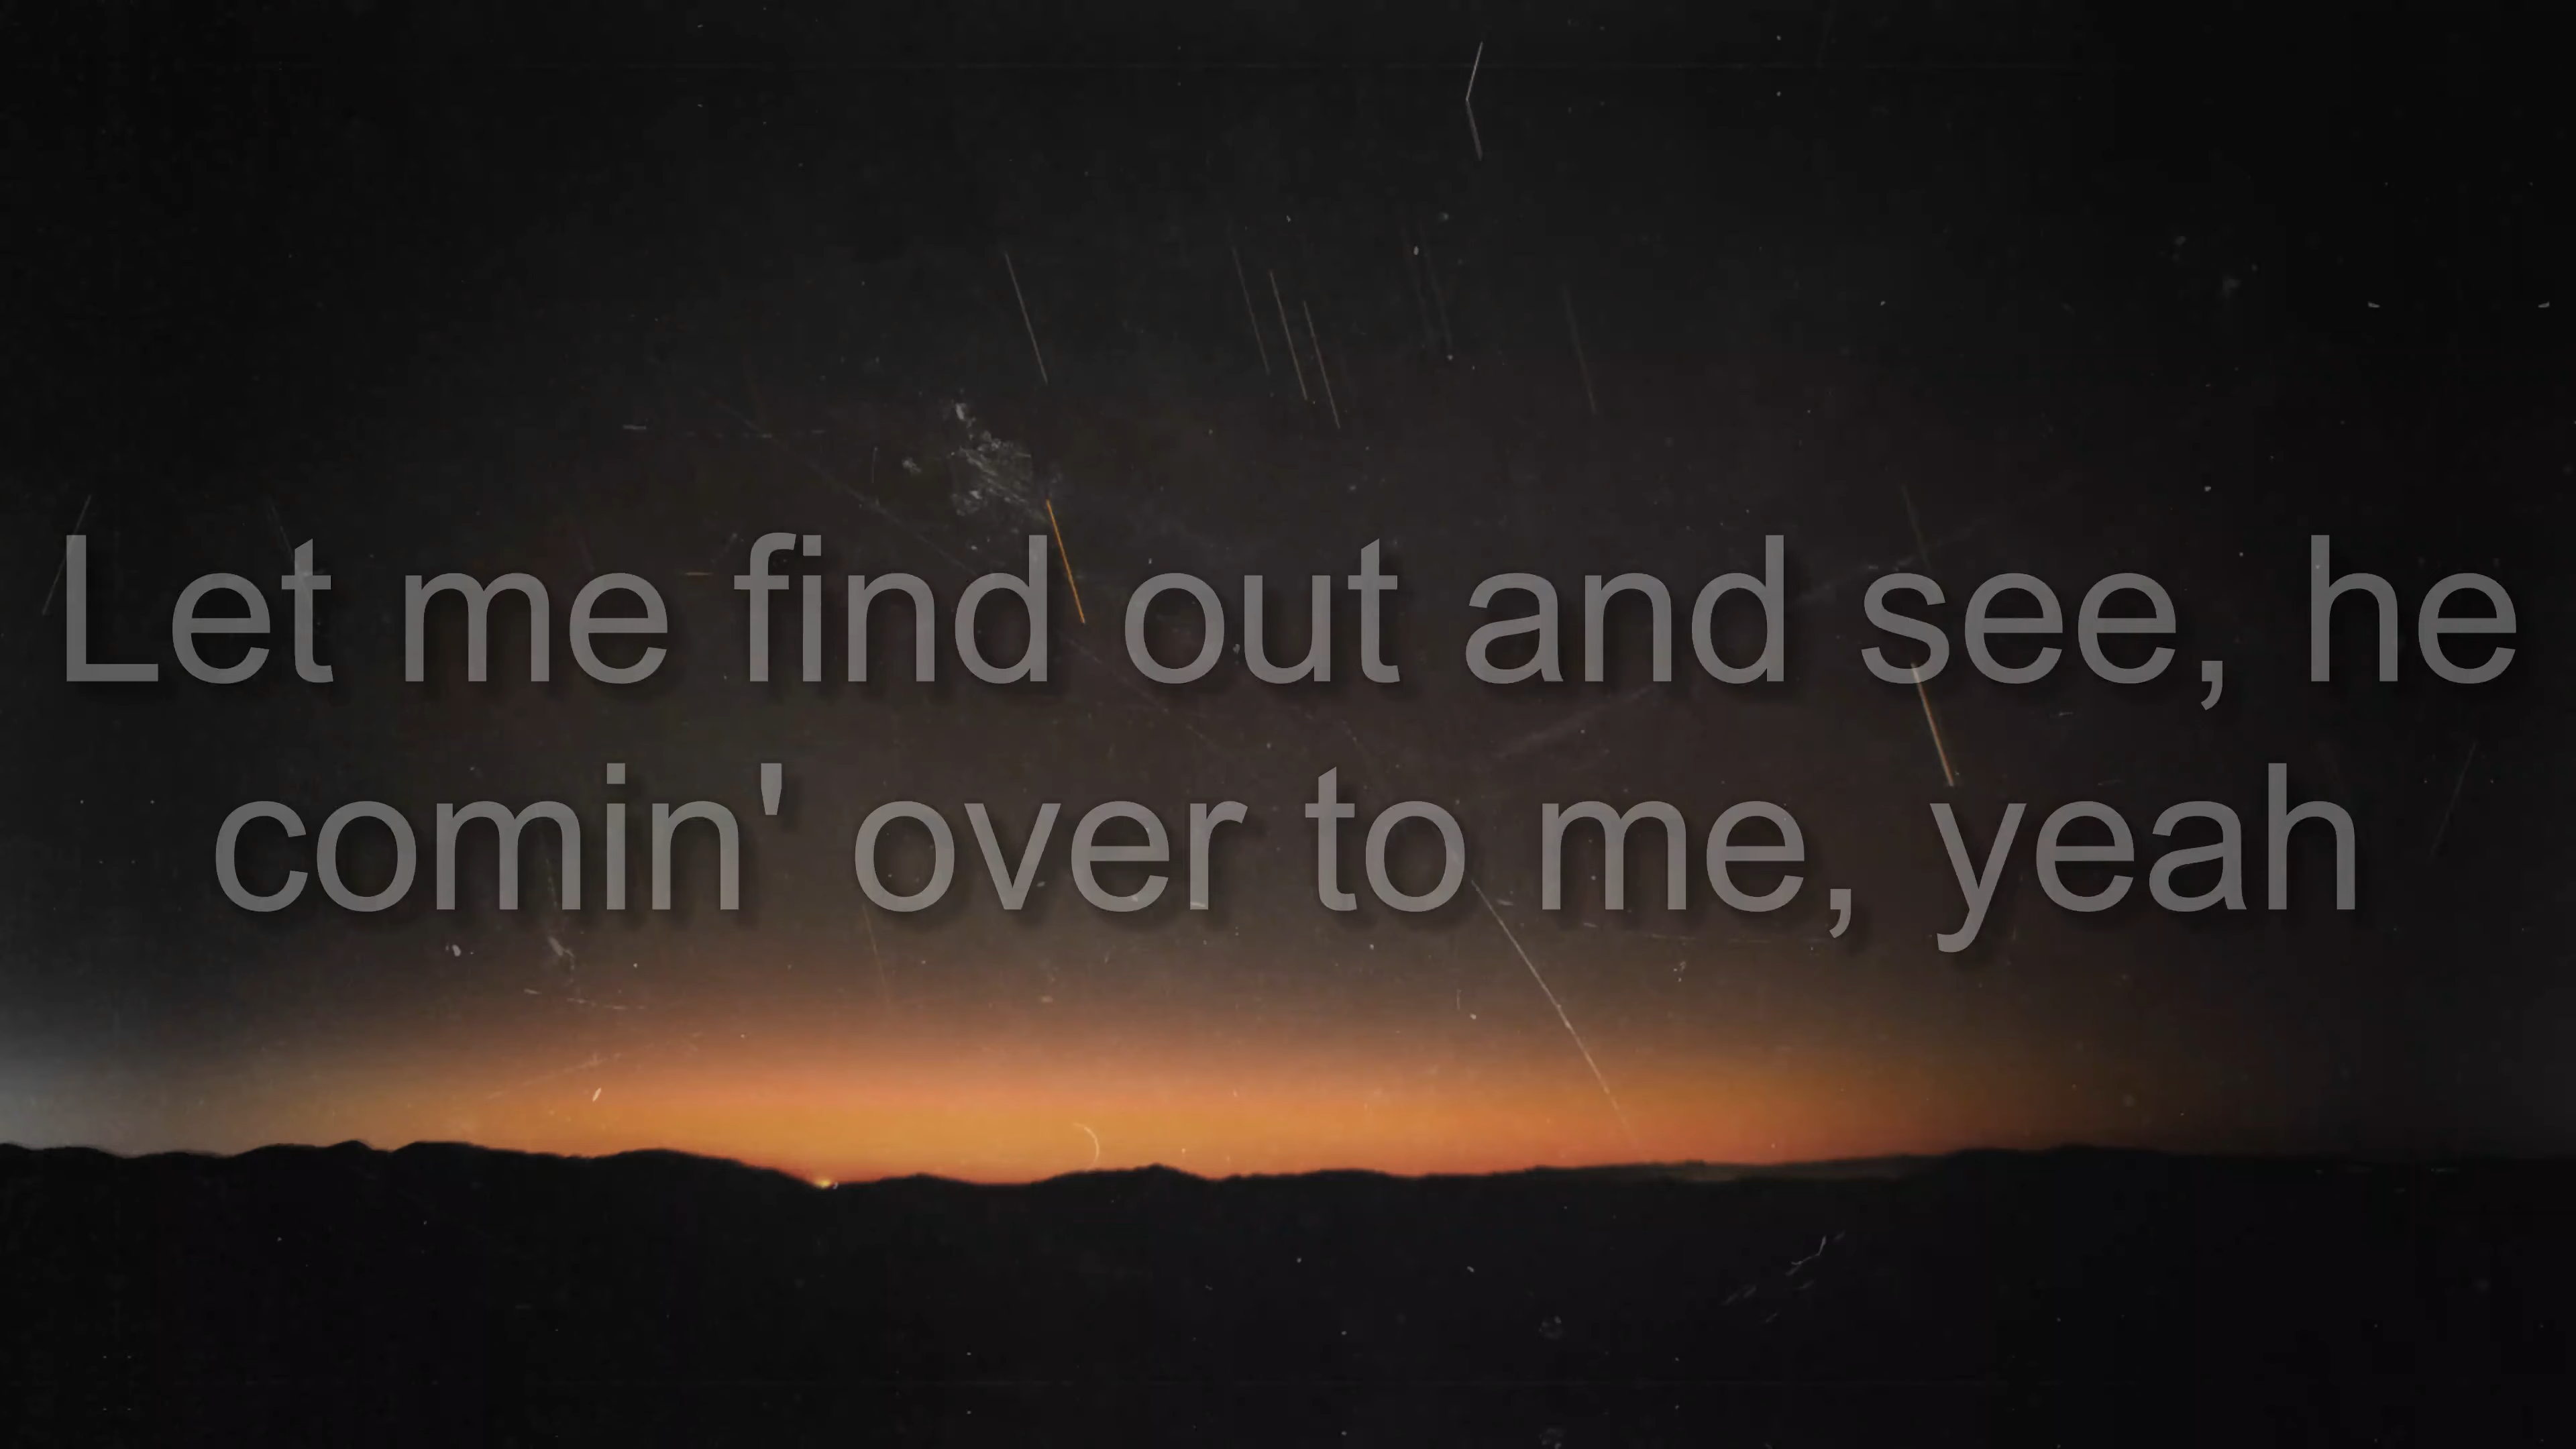 Let me find out and see, he
comin' over to me, yeah